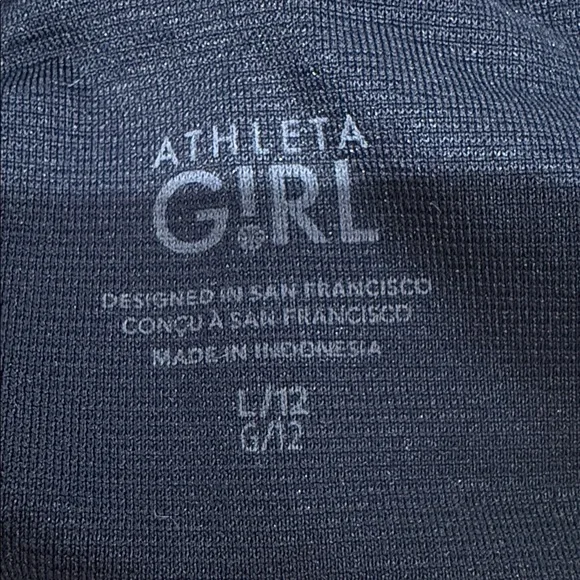 ATHLETA
G!RL
DESIGNED IN SAN FRANCISCO
CONÇU À SAN FRANCISCO
MADE IN INDONESIA
L/12
G/12